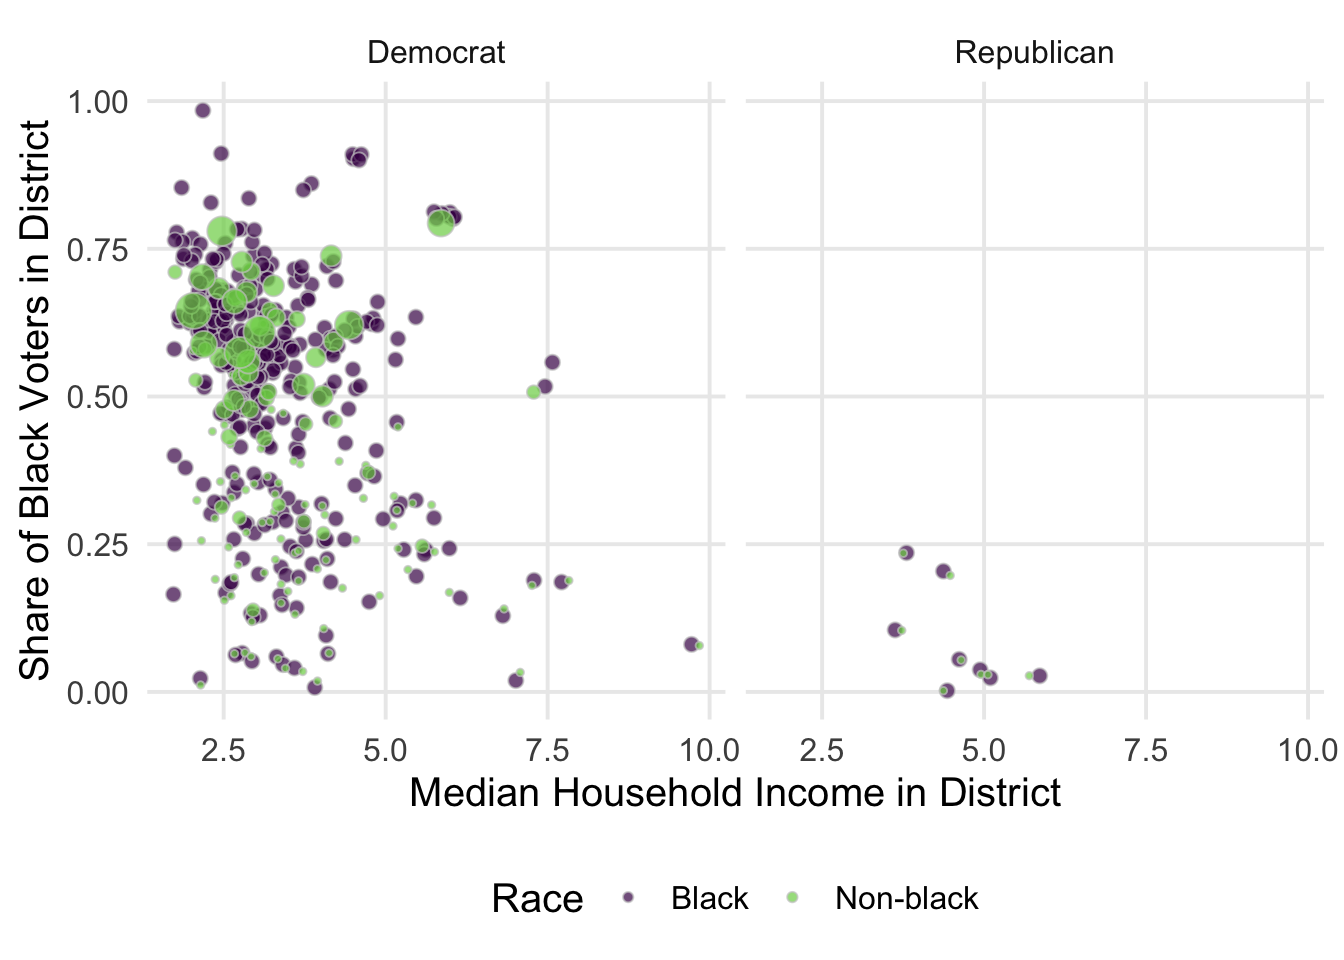 Democrat Republican
1.00
0.75
0.50
0.25
0.00
Share of Black Voters in District
2.5 5.0 7.5 10.0 2.5 5.0 7.5 10.0
Median Household Income in District
Race Black Non-black